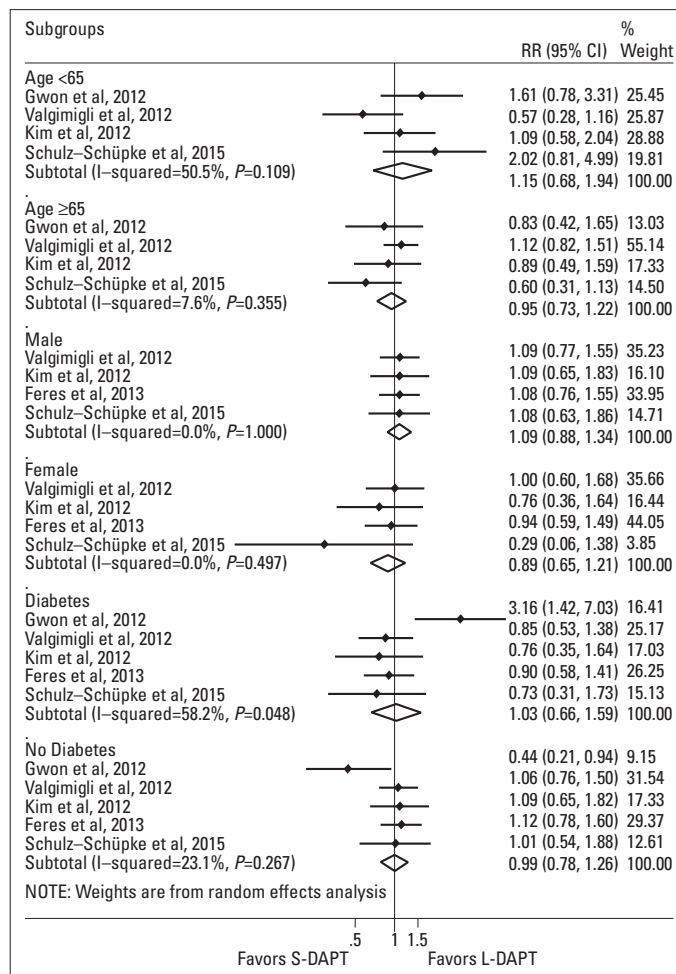 Subgroups %
RR (95% CI) Weight
Age <65
Gwon et al, 2012 1.61 (0.78, 3.31) 25.45
Valgimigli et al, 2012 0.57 (0.28, 1.16) 25.87
Kim et al, 2012 1.09 (0.58, 2.04) 28.88
Schulz–Schüpke et al, 2015 2.02 (0.81, 4.99) 19.81
Subtotal (I–squared=50.5%, P=0.109) 1.15 (0.68, 1.94) 100.00
.
Age ≥65
Gwon et al, 2012 0.83 (0.42, 1.65) 13.03
Valgimigli et al, 2012 1.12 (0.82, 1.51) 55.14
Kim et al, 2012 0.89 (0.49, 1.59) 17.33
Schulz–Schüpke et al, 2015 0.60 (0.31, 1.13) 14.50
Subtotal (I–squared=7.6%, P=0.355) 0.95 (0.73, 1.22) 100.00
.
Male
Valgimigli et al, 2012 1.09 (0.77, 1.55) 35.23
Kim et al, 2012 1.09 (0.65, 1.83) 16.10
Feres et al, 2013 1.08 (0.76, 1.55) 33.95
Schulz–Schüpke et al, 2015 1.08 (0.63, 1.86) 14.71
Subtotal (I–squared=0.0%, P=1.000) 1.09 (0.88, 1.34) 100.00
.
Female
Valgimigli et al, 2012 1.00 (0.60, 1.68) 35.66
Kim et al, 2012 0.76 (0.36, 1.64) 16.44
Feres et al, 2013 0.94 (0.59, 1.49) 44.05
Schulz–Schüpke et al, 2015 0.29 (0.06, 1.38) 3.85
Subtotal (I–squared=0.0%, P=0.497) 0.89 (0.65, 1.21) 100.00
.
Diabetes
Gwon et al, 2012 3.16 (1.42, 7.03) 16.41
Valgimigli et al, 2012 0.85 (0.53, 1.38) 25.17
Kim et al, 2012 0.76 (0.35, 1.64) 17.03
Feres et al, 2013 0.90 (0.58, 1.41) 26.25
Schulz–Schüpke et al, 2015 0.73 (0.31, 1.73) 15.13
Subtotal (I–squared=58.2%, P=0.048) 1.03 (0.66, 1.59) 100.00
.
No Diabetes
Gwon et al, 2012 0.44 (0.21, 0.94) 9.15
Valgimigli et al, 2012 1.06 (0.76, 1.50) 31.54
Kim et al, 2012 1.09 (0.65, 1.82) 17.33
Feres et al, 2013 1.12 (0.78, 1.60) 29.37
Schulz–Schüpke et al, 2015 1.01 (0.54, 1.88) 12.61
Subtotal (I–squared=23.1%, P=0.267) 0.99 (0.78, 1.26) 100.00
NOTE: Weights are from random effects analysis
.5 1 1.5
Favors S-DAPT Favors L-DAPT